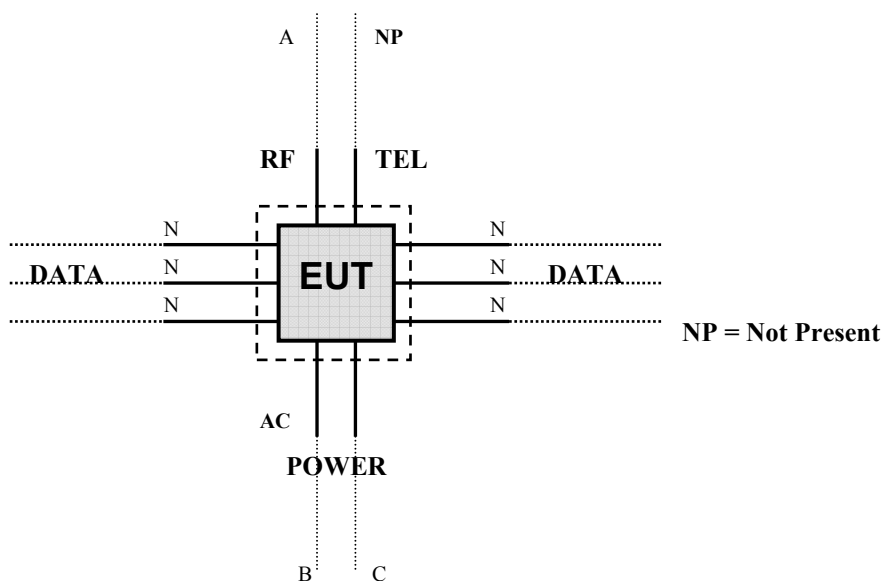 A NP
RF TEL
N N
N N
DATA EUT DATA
N N
NP = Not Present
AC
POWER
B C